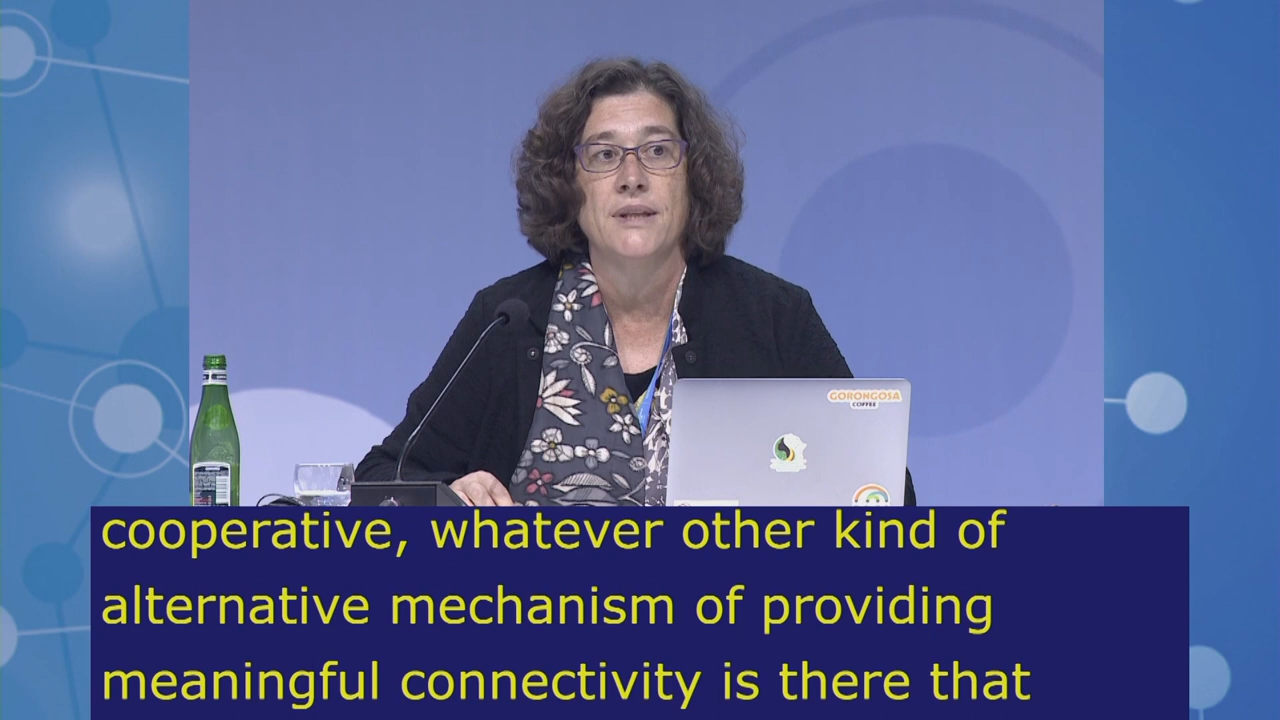 GORONGOSA
COFFEE
cooperative, whatever other kind of
alternative mechanism of providing
meaningful connectivity is there that